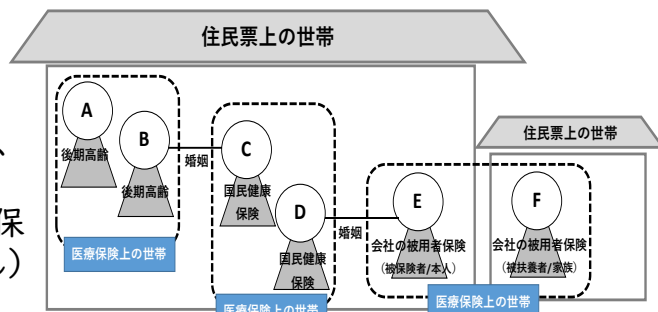 住民票上の世帯
住民票上の世帯
A
B
C
D
E
F
後期高齢
後期高齢
婚姻
国民健康
保険
国民健康
保険
婚姻
会社の被用者保険
（被保険者/本人）
会社の被用者保険
（被扶養者/家族）
医療保険上の世帯
医療保険上の世帯
医療保険上の世帯
、
保
）